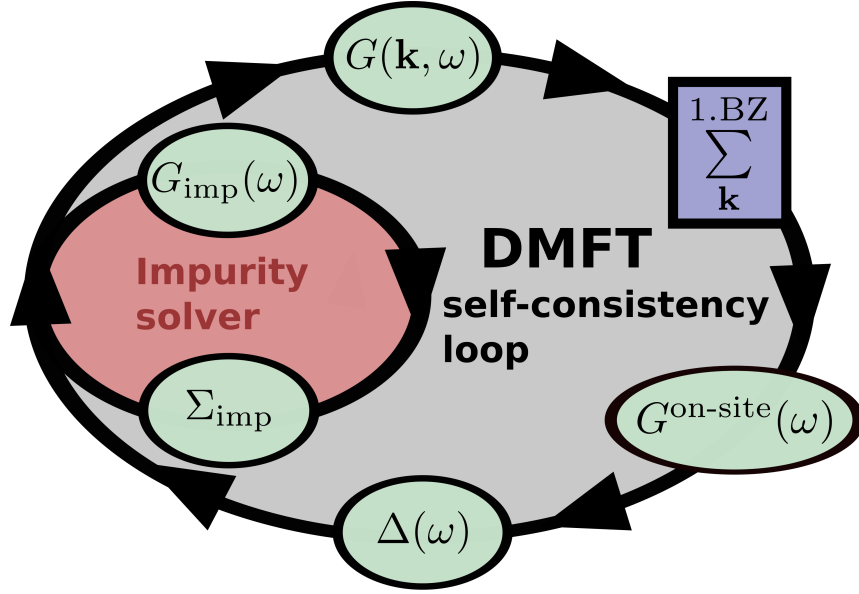 G(k, ω)
1.BZ
∑
k
G_imp(ω)
DMFT
self-consistency
loop
Impurity
solver
Σ_imp
G^on-site(ω)
Δ(ω)